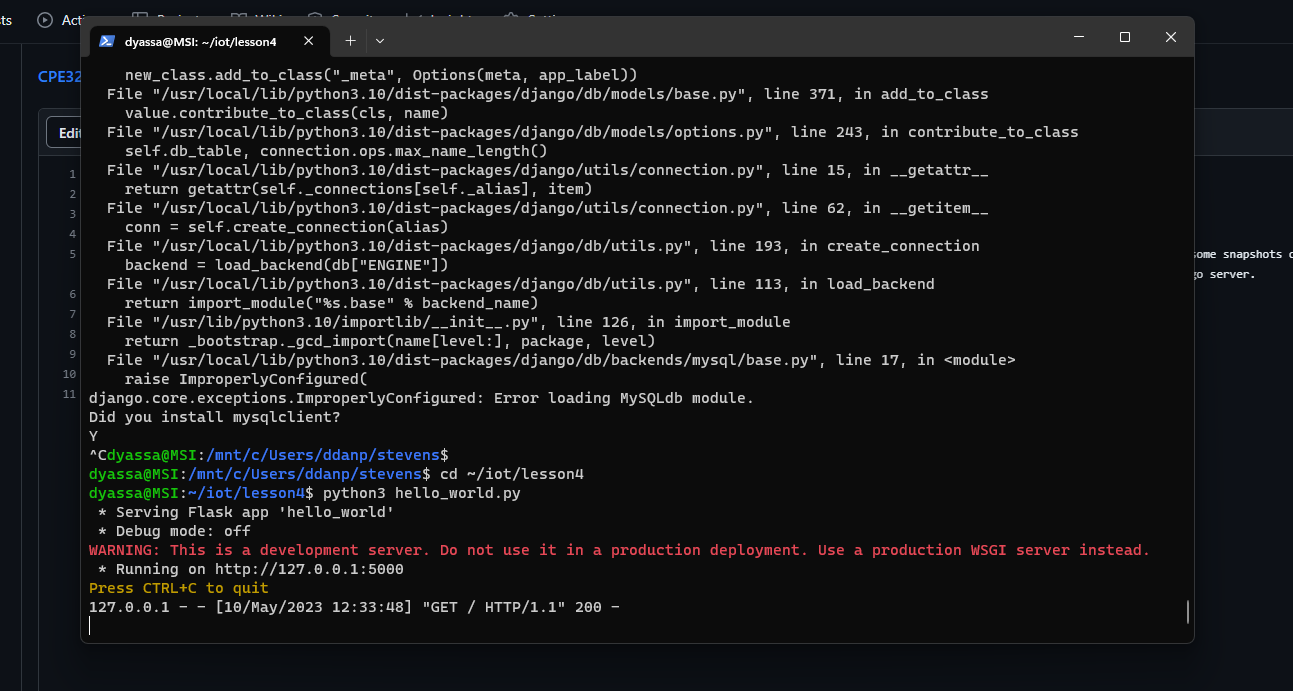 dyassa@MSI: ~/iot/lesson4
CPE32
Edit
new_class.add_to_class("_meta", Options(meta, app_label))
File "/usr/local/lib/python3.10/dist-packages/django/db/models/base.py", line 371, in add_to_class
value.contribute_to_class(cls, name)
File "/usr/local/lib/python3.10/dist-packages/django/db/models/options.py", line 243, in contribute_to_class
self.db_table, connection.ops.max_name_length()
File "/usr/local/lib/python3.10/dist-packages/django/utils/connection.py", line 15, in __getattr__
return getattr(self._connections[self._alias], item)
File "/usr/local/lib/python3.10/dist-packages/django/utils/connection.py", line 62, in __getitem__
conn = self.create_connection(alias)
File "/usr/local/lib/python3.10/dist-packages/django/db/utils.py", line 193, in create_connection
backend = load_backend(db["ENGINE"])
File "/usr/local/lib/python3.10/dist-packages/django/db/utils.py", line 113, in load_backend
return import_module("%s.base" % backend_name)
File "/usr/lib/python3.10/importlib/__init__.py", line 126, in import_module
return _bootstrap._gcd_import(name[level:], package, level)
File "/usr/local/lib/python3.10/dist-packages/django/db/backends/mysql/base.py", line 17, in <module>
raise ImproperlyConfigured(
django.core.exceptions.ImproperlyConfigured: Error loading MySQLdb module.
Did you install mysqlclient?
Y
^Cdyassa@MSI:/mnt/c/Users/ddanp/stevens$
dyassa@MSI:/mnt/c/Users/ddanp/stevens$ cd ~/iot/lesson4
dyassa@MSI:~/iot/lesson4$ python3 hello_world.py
* Serving Flask app 'hello_world'
* Debug mode: off
WARNING: This is a development server. Do not use it in a production deployment. Use a production WSGI server instead.
* Running on http://127.0.0.1:5000
Press CTRL+C to quit
127.0.0.1 - - [10/May/2023 12:33:48] "GET / HTTP/1.1" 200 -
1
2
3
4
5
6
7
8
9
10
11
some snapshots
go server.